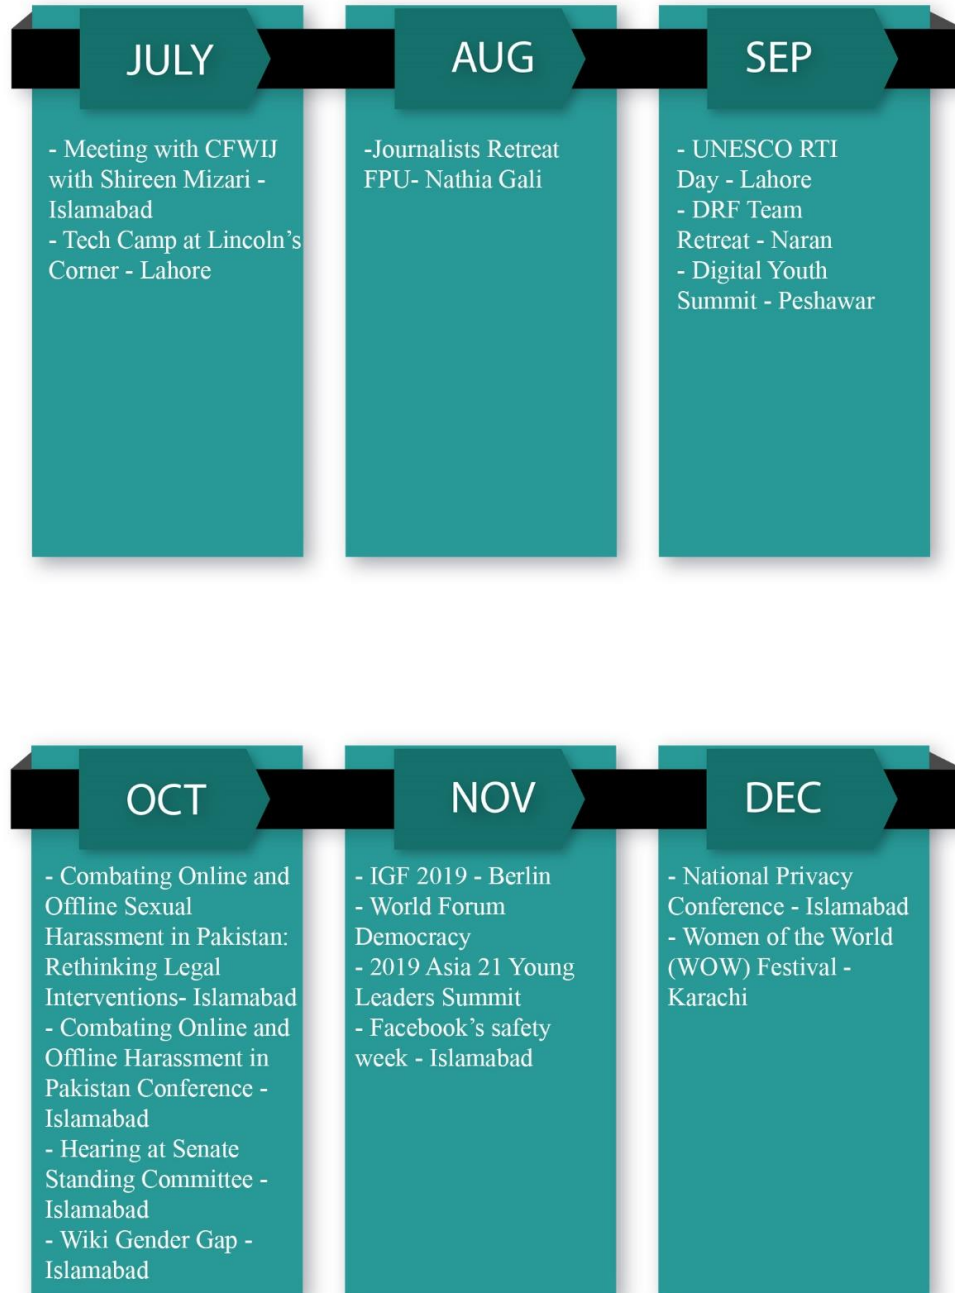 JULY
- Meeting with CFWIJ
with Shireen Mizari -
Islamabad
- Tech Camp at Lincoln’s
Corner - Lahore
AUG
-Journalists Retreat
FPU- Nathia Gali
SEP
- UNESCO RTI
Day - Lahore
- DRF Team
Retreat - Naran
- Digital Youth
Summit - Peshawar
OCT
- Combating Online and
Offline Sexual
Harassment in Pakistan:
Rethinking Legal
Interventions- Islamabad
- Combating Online and
Offline Harassment in
Pakistan Conference -
Islamabad
- Hearing at Senate
Standing Committee -
Islamabad
- Wiki Gender Gap -
Islamabad
NOV
- IGF 2019 - Berlin
- World Forum
Democracy
- 2019 Asia 21 Young
Leaders Summit
- Facebook’s safety
week - Islamabad
DEC
- National Privacy
Conference - Islamabad
- Women of the World
(WOW) Festival -
Karachi